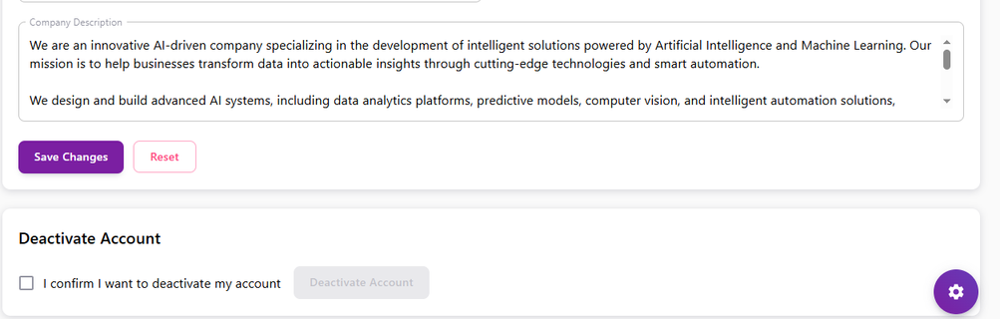 Company Description
We are an innovative AI-driven company specializing in the development of intelligent solutions powered by Artificial Intelligence and Machine Learning. Our
mission is to help businesses transform data into actionable insights through cutting-edge technologies and smart automation.
We design and build advanced AI systems, including data analytics platforms, predictive models, computer vision, and intelligent automation solutions,
Save Changes
Reset
Deactivate Account
I confirm I want to deactivate my account
Deactivate Account